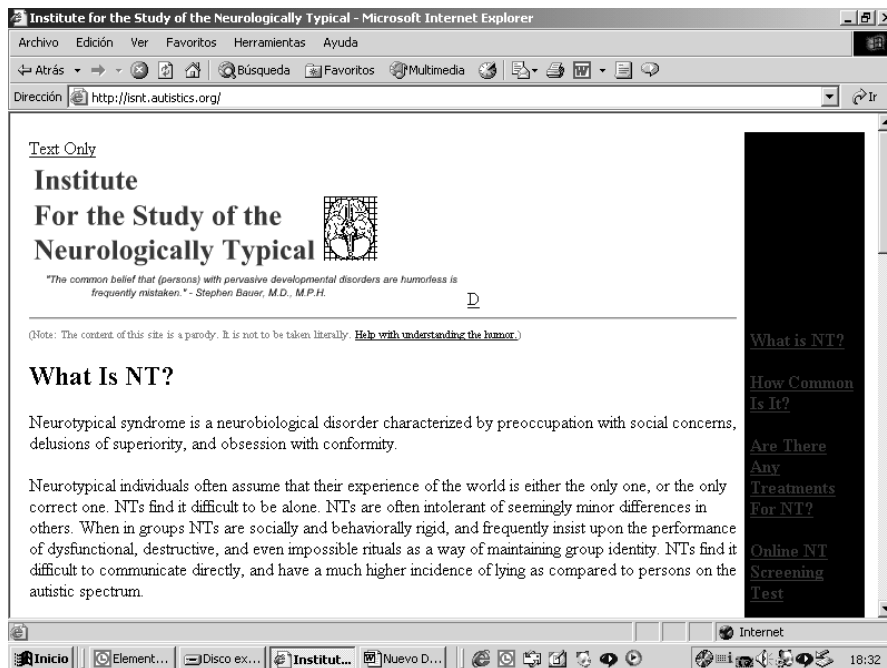 Institute for the Study of the Neurologically Typical - Microsoft Internet Explorer
Archivo Edición Ver Favoritos Herramientas Ayuda
Atrás Búsqueda Favoritos Multimedia
Dirección http://isnt.autistics.org/ Ir
Text Only
Institute
For the Study of the
Neurologically Typical
"The common belief that (persons) with pervasive developmental disorders are humorless is
frequently mistaken." - Stephen Bauer, M.D., M.P.H.
D
(Note: The content of this site is a parody. It is not to be taken literally. Help with understanding the humor.)
What Is NT?
Neurotypical syndrome is a neurobiological disorder characterized by preoccupation with social concerns,
delusions of superiority, and obsession with conformity.
Neurotypical individuals often assume that their experience of the world is either the only one, or the only
correct one. NTs find it difficult to be alone. NTs are often intolerant of seemingly minor differences in
others. When in groups NTs are socially and behaviorally rigid, and frequently insist upon the performance
of dysfunctional, destructive, and even impossible rituals as a way of maintaining group identity. NTs find it
difficult to communicate directly, and have a much higher incidence of lying as compared to persons on the
autistic spectrum.
What is NT?
How Common
Is It?
Are There
Any
Treatments
For NT?
Online NT
Screening
Test
Internet
Inicio Element... Disco ex... Institut... Nuevo D... 18:32